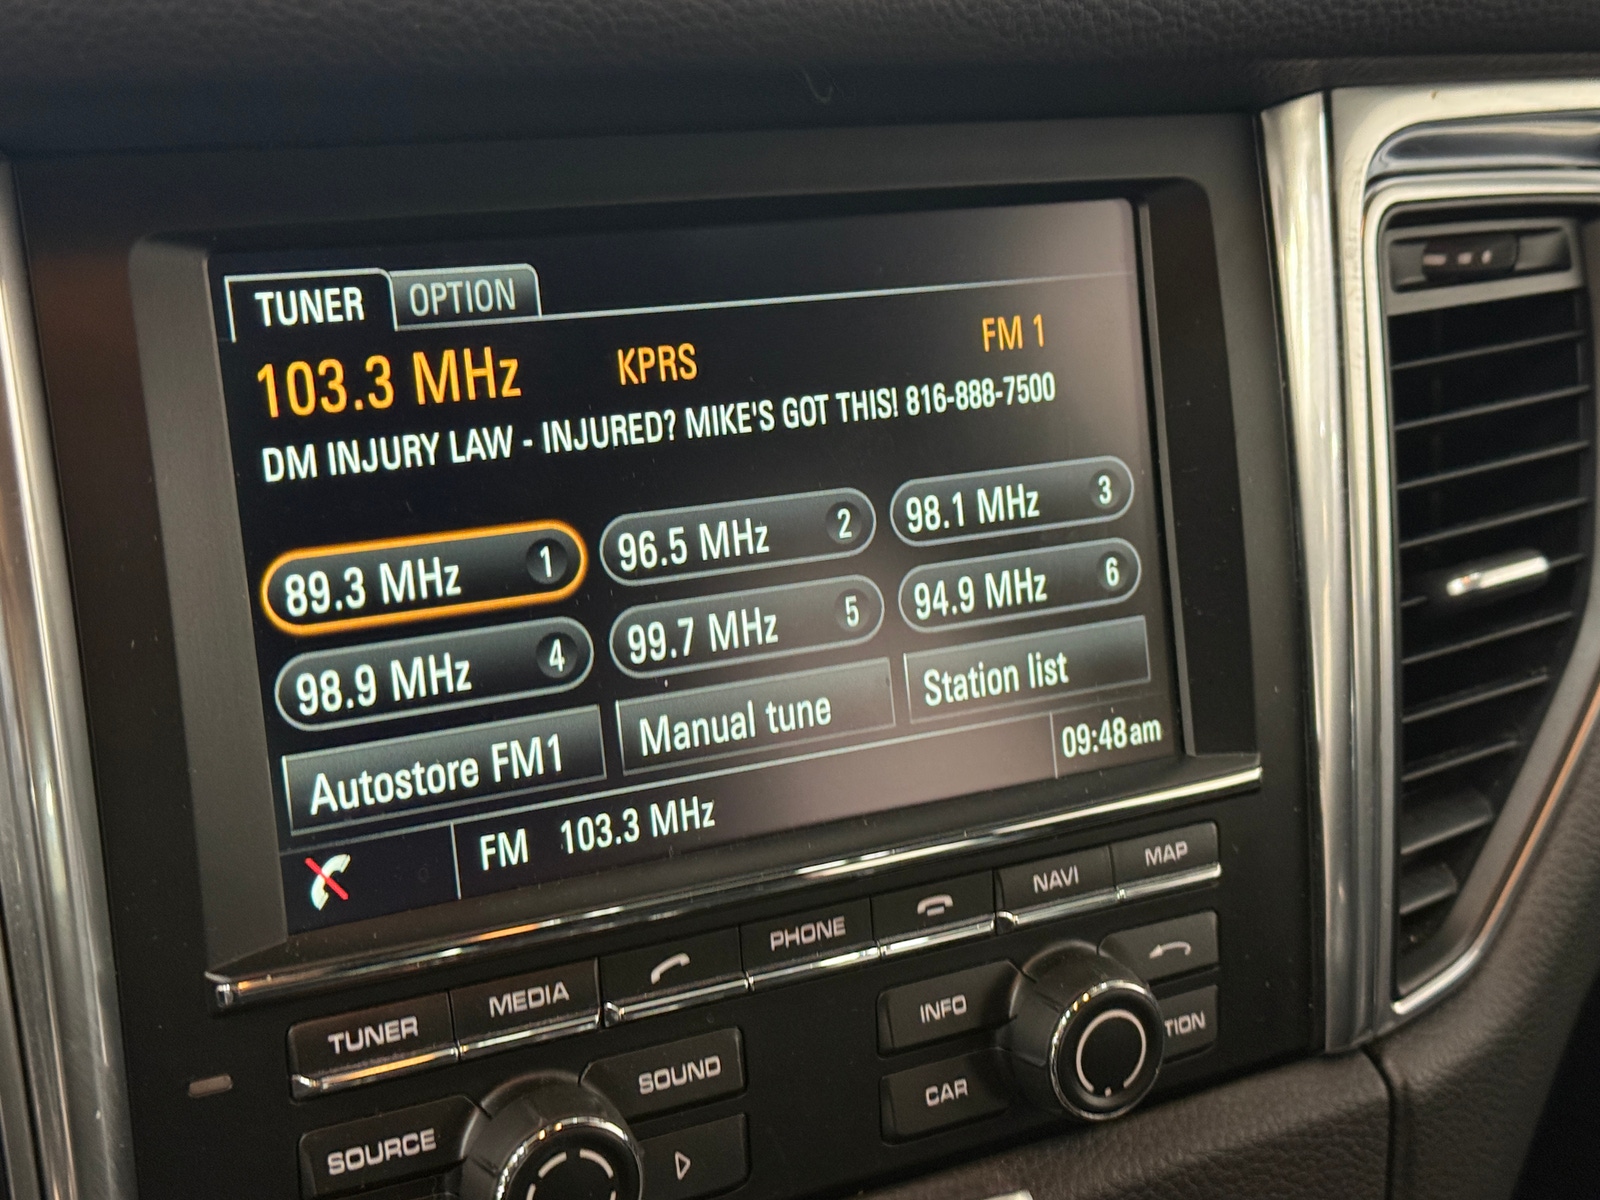 TUNER OPTION
103.3 MHz KPRS FM 1
DM INJURY LAW - INJURED? MIKE'S GOT THIS! 816-888-7500
89.3 MHz 1 96.5 MHz 2 98.1 MHz 3
98.9 MHz 4 99.7 MHz 5 94.9 MHz 6
Autostore FM1 Manual tune Station list
FM 103.3 MHz 09:48am
TUNER MEDIA PHONE NAVI MAP
SOUND INFO TION
SOURCE CAR